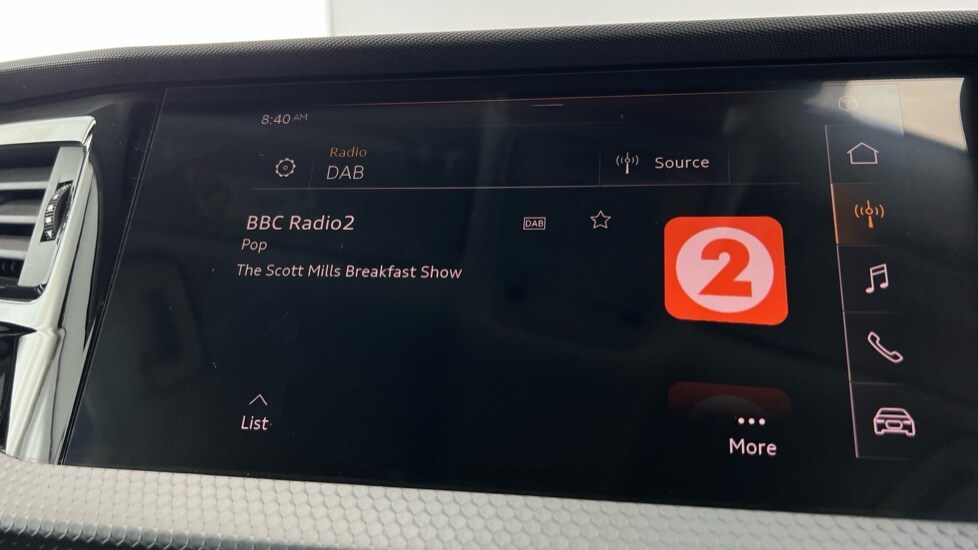 8:40 AM
Radio
DAB
Source
BBC Radio2
DAB
Pop
The Scott Mills Breakfast Show
2
List
More